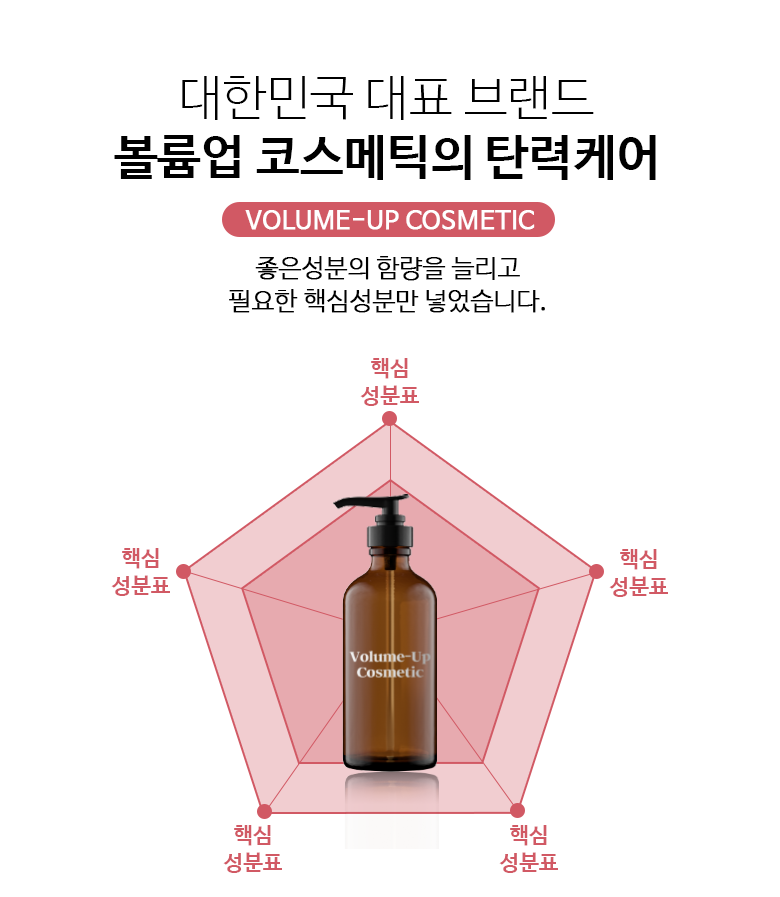 대한민국 대표 브랜드
볼륨업 코스메틱의 탄력케어
VOLUME-UP COSMETIC
좋은성분의 함량을 늘리고
필요한 핵심성분만 넣었습니다.
핵심
성분표
핵심
성분표
핵심
성분표
Volume-Up
Cosmetic
핵심
성분표
핵심
성분표